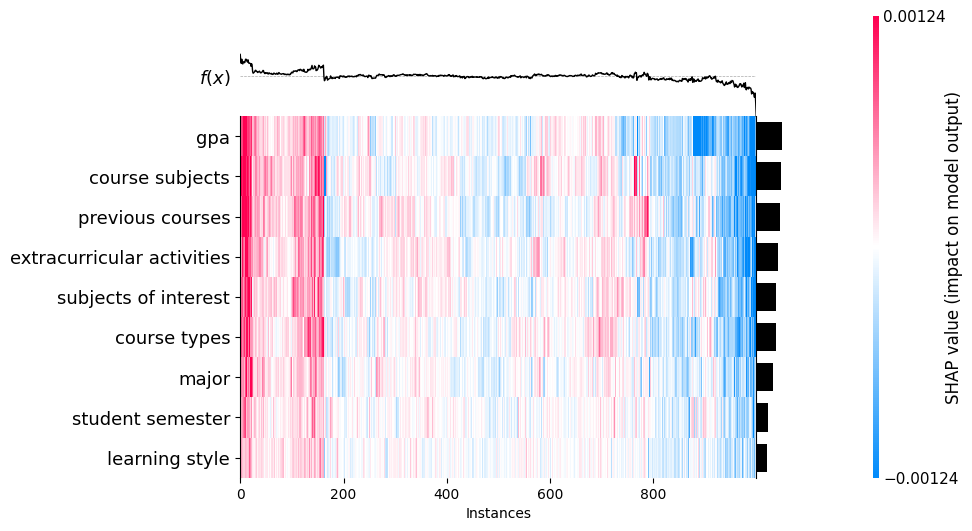 0.00124
f(x)
gpa
course subjects
previous courses
extracurricular activities
subjects of interest
course types
major
student semester
learning style
0 200 400 600 800
Instances
SHAP value (impact on model output)
−0.00124